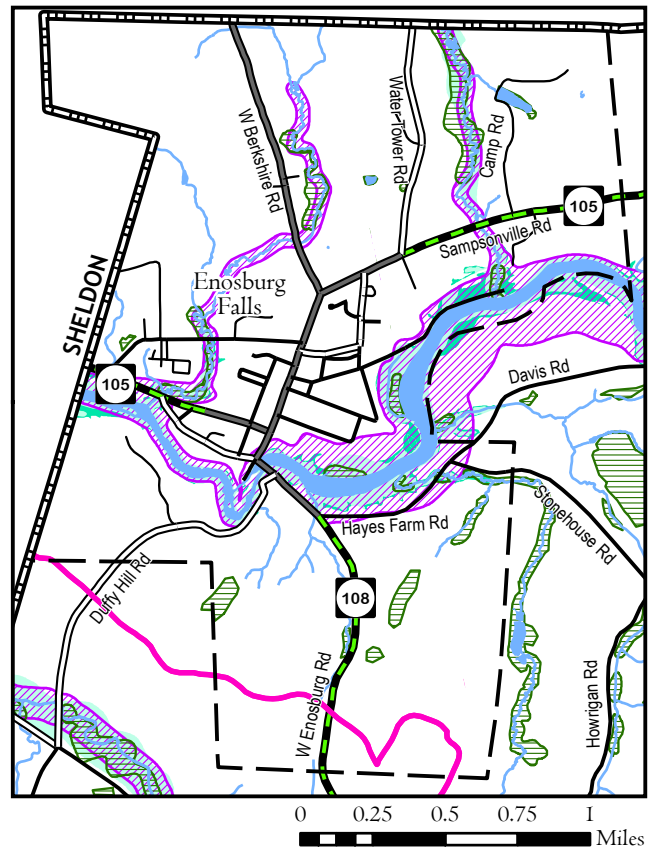 W Berkshire Rd
Water Tower Rd
Camp Rd
105
Sampsonville Rd
Enosburg
Falls
SHELDON
105
Davis Rd
Stonehouse Rd
Hayes Farm Rd
Duffy Hill Rd
108
W Enosburg Rd
Howrigan Rd
0 0.25 0.5 0.75 1
Miles